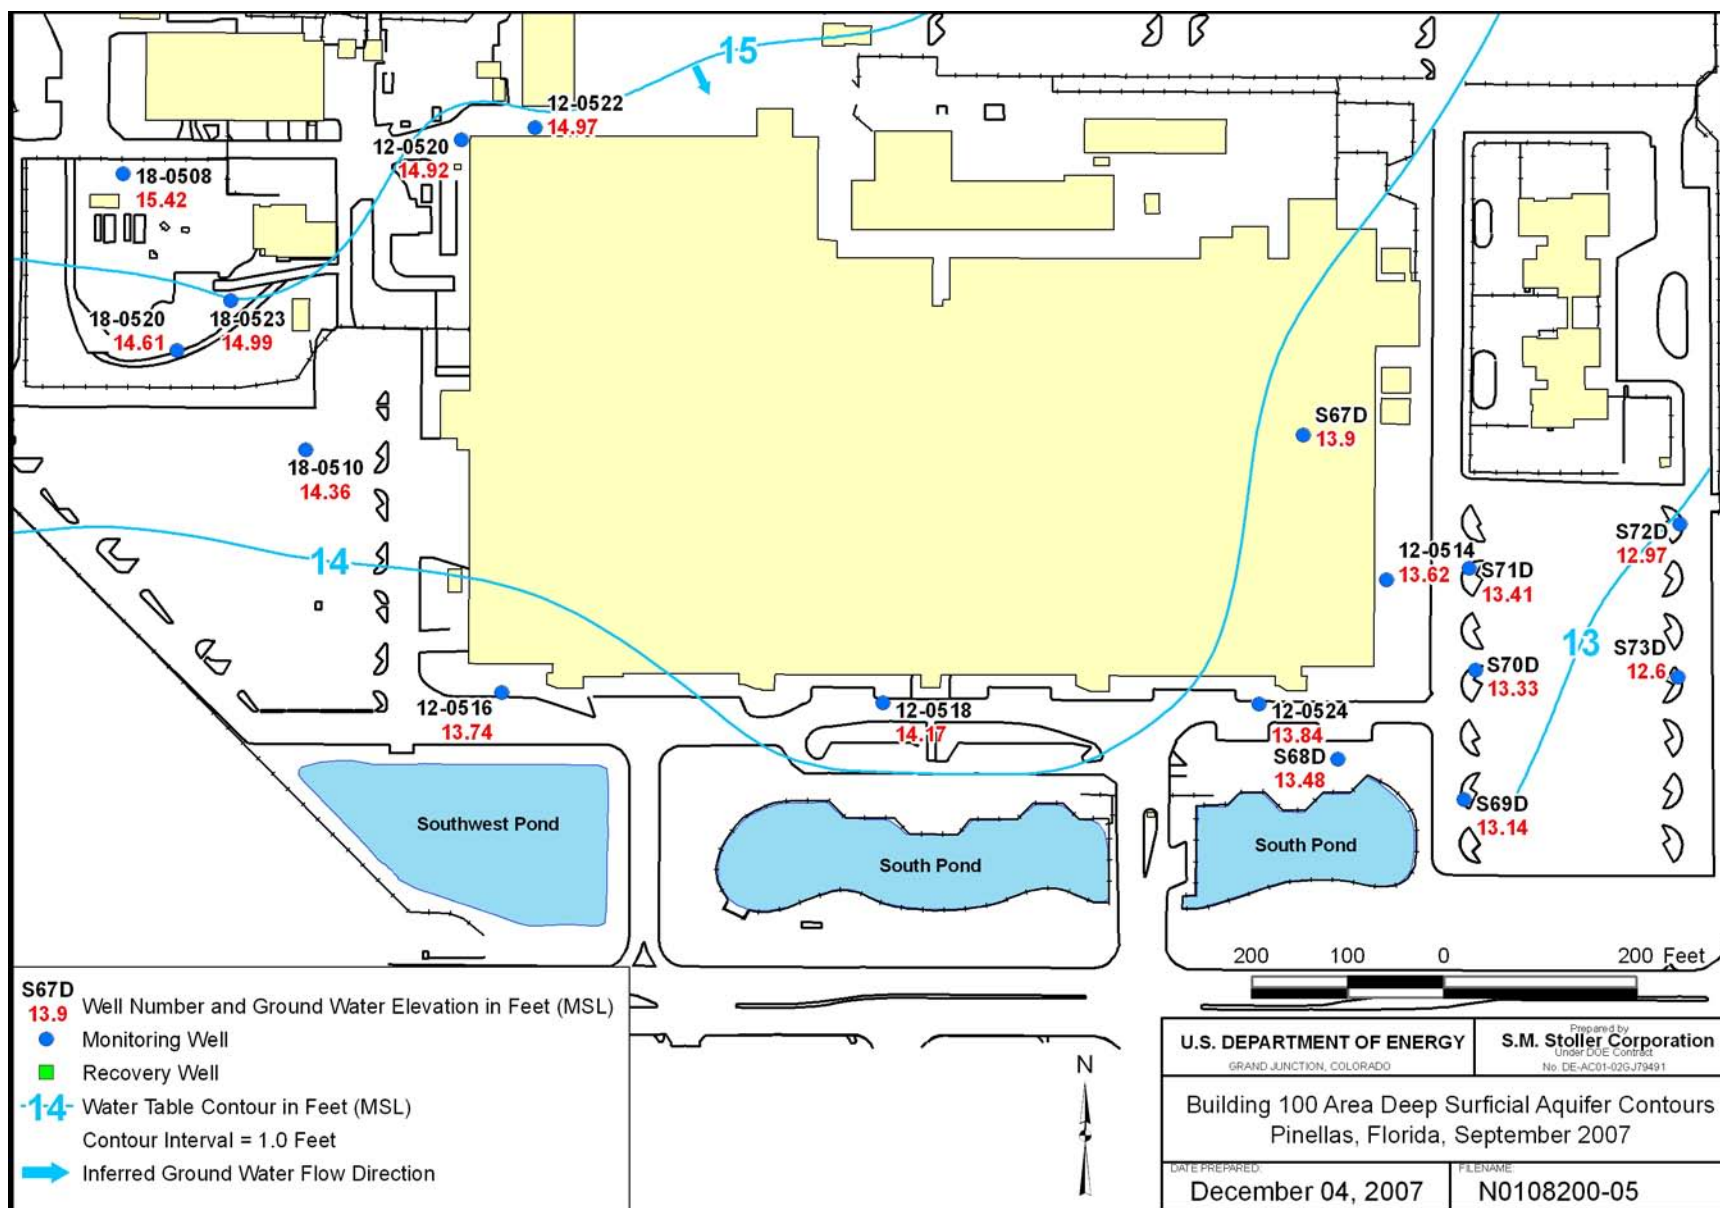 15
12-0522
14.97
12-0520
14.92
18-0508
15.42
18-0520
14.61
18-0523
14.99
S67D
13.9
18-0510
14.36
14
12-0514
13.62
S71D
13.41
S72D
12.97
13
S70D
13.33
S73D
12.6
12-0516
13.74
12-0518
14.17
12-0524
13.84
S68D
13.48
S69D
13.14
Southwest Pond
South Pond
South Pond
200 100 0 200 Feet
S67D
13.9
Well Number and Ground Water Elevation in Feet (MSL)
Monitoring Well
Recovery Well
-14- Water Table Contour in Feet (MSL)
Contour Interval = 1.0 Feet
Inferred Ground Water Flow Direction
N
U.S. DEPARTMENT OF ENERGY
GRAND JUNCTION, COLORADO
Prepared by
S.M. Stoller Corporation
Under DOE Contract
No. DE-AC01-02GJ79491
Building 100 Area Deep Surficial Aquifer Contours
Pinellas, Florida, September 2007
DATE PREPARED:
December 04, 2007
FILENAME:
N0108200-05